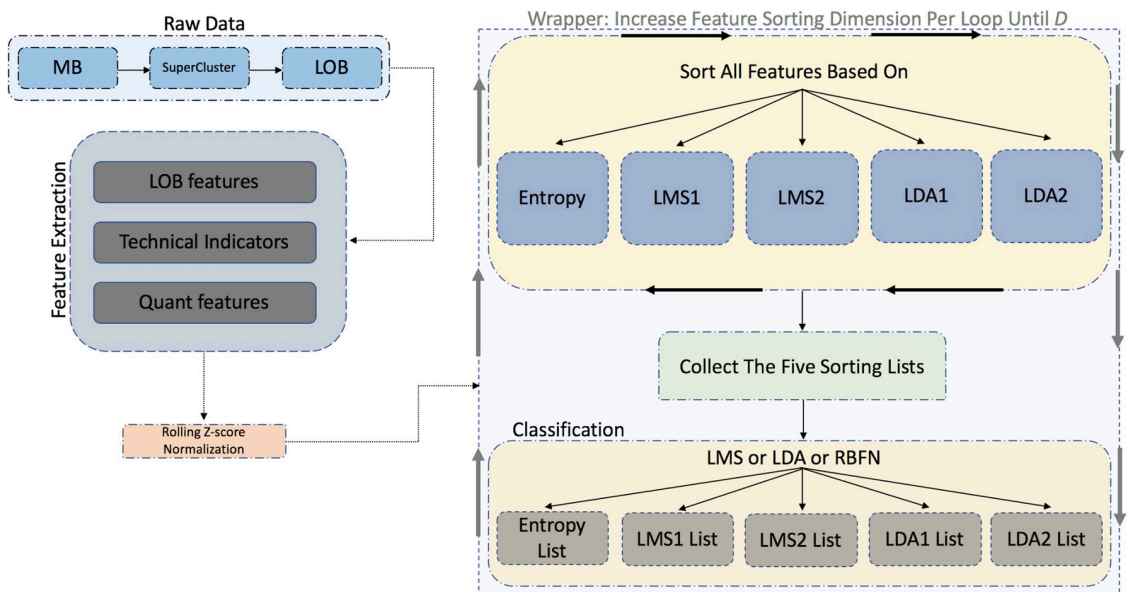 Raw Data
MB
SuperCluster
LOB
Feature Extraction
LOB features
Technical Indicators
Quant features
Rolling Z-score
Normalization
Wrapper: Increase Feature Sorting Dimension Per Loop Until D
Sort All Features Based On
Entropy
LMS1
LMS2
LDA1
LDA2
Collect The Five Sorting Lists
Classification
LMS or LDA or RBFN
Entropy
List
LMS1 List
LMS2 List
LDA1 List
LDA2 List